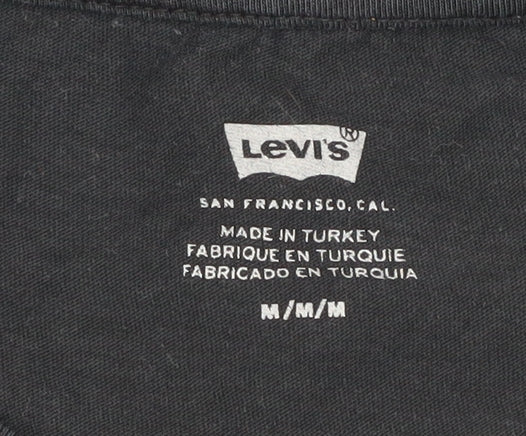 Levi's®
SAN FRANCISCO, CAL.
MADE IN TURKEY
FABRIQUE EN TURQUIE
FABRICADO EN TURQUIA
M/M/M